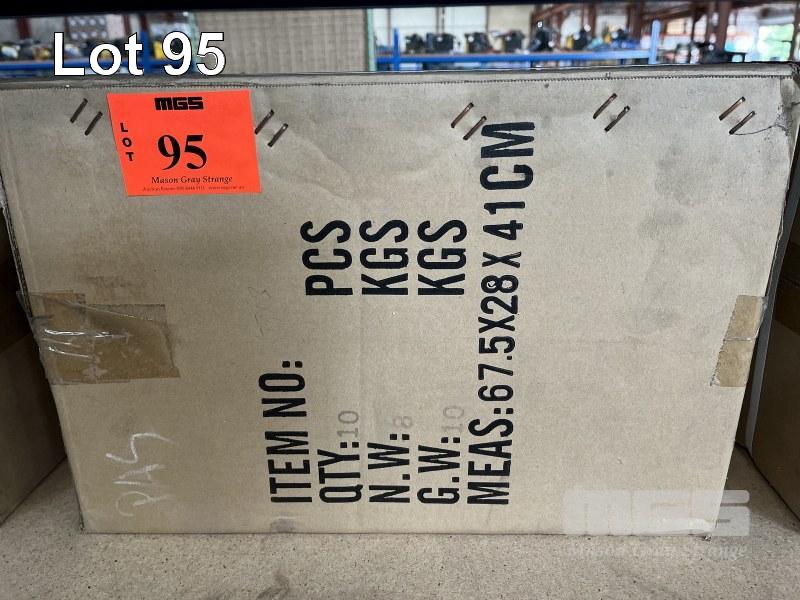 Lot 95
MGS
LOT
95
Mason Gray Strange
ITEM NO:
QTY: 10 PCS
N.W: 8 KGS
G.W: 10 KGS
MEAS: 67.5X28X41CM
MGS
Mason Gray Strange